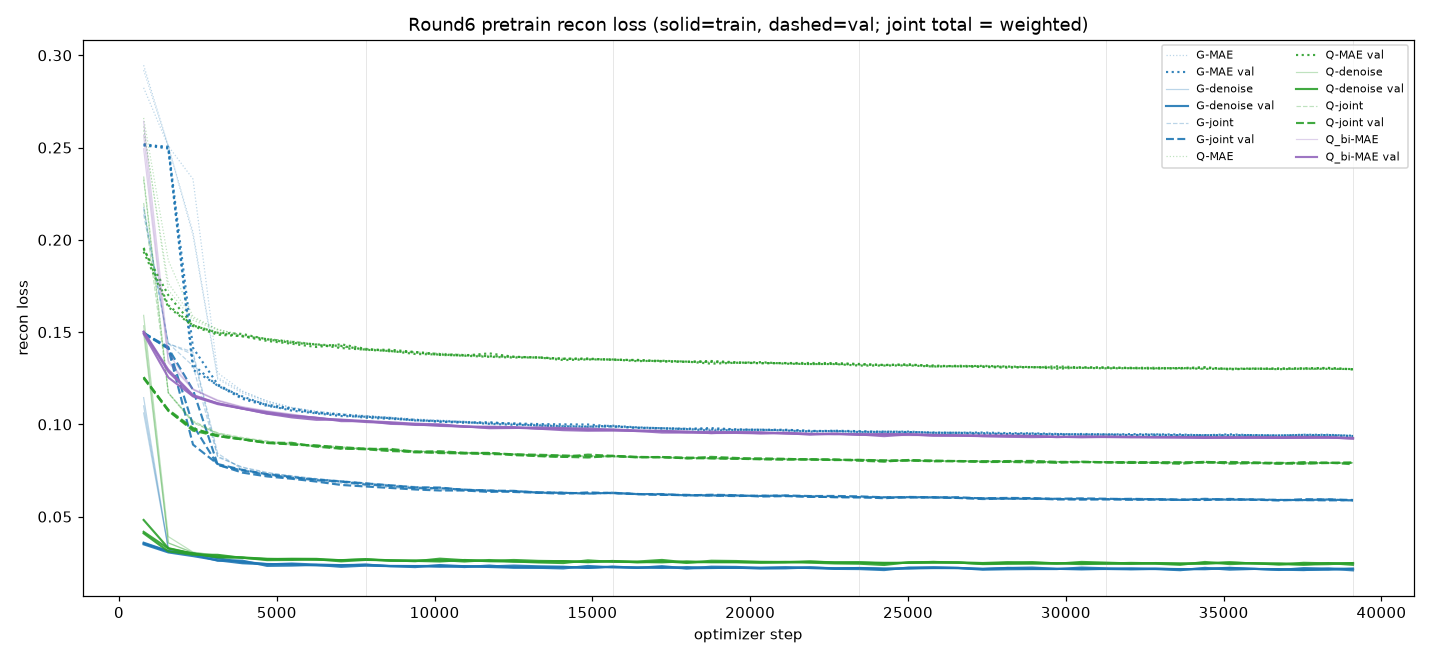 Round6 pretrain recon loss (solid=train, dashed=val; joint total = weighted)
0.30
0.25
0.20
0.15
0.10
0.05
recon loss
G-MAE
G-MAE val
G-denoise
G-denoise val
G-joint
G-joint val
Q-MAE
Q-MAE val
Q-denoise
Q-denoise val
Q-joint
Q-joint val
Q_bi-MAE
Q_bi-MAE val
0 5000 10000 15000 20000 25000 30000 35000 40000
optimizer step